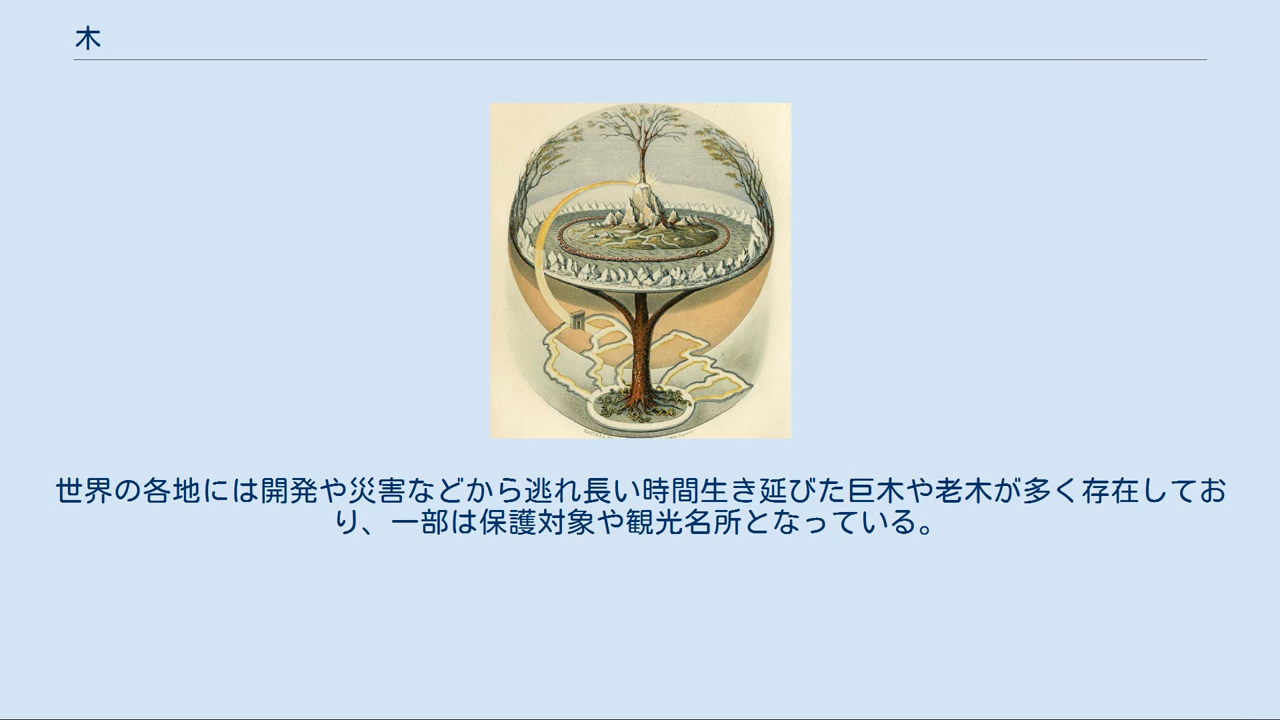 木
世界の各地には開発や災害などから逃れ長い時間生き延びた巨木や老木が多く存在してお
り、一部は保護対象や観光名所となっている。